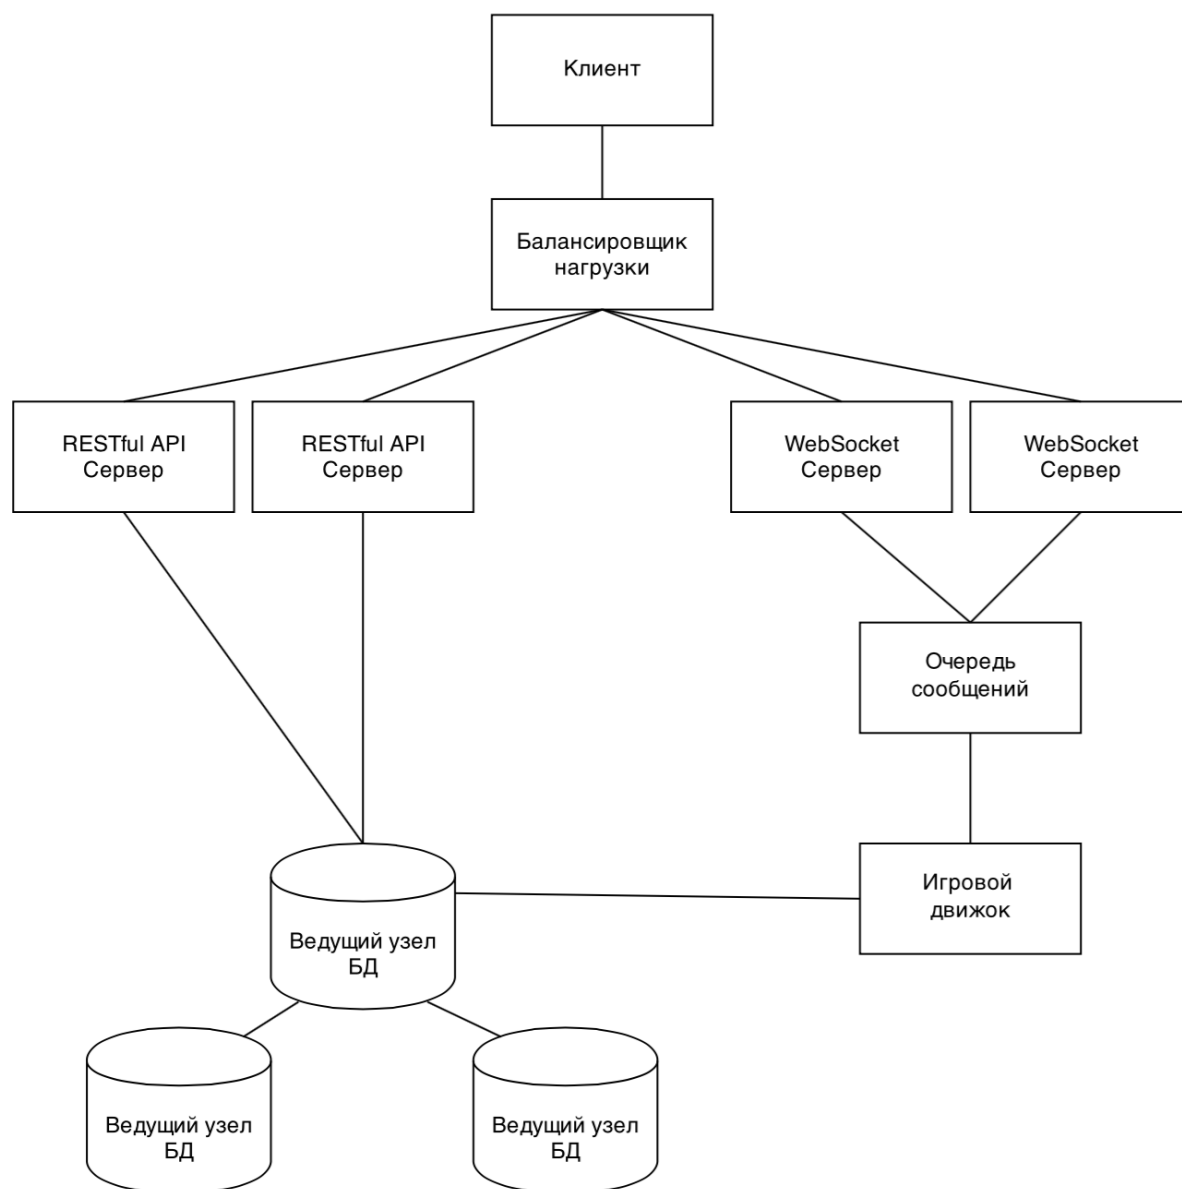 Клиент
Балансировщик
нагрузки
RESTful API
Сервер
RESTful API
Сервер
WebSocket
Сервер
WebSocket
Сервер
Очередь
сообщений
Игровой
движок
Ведущий узел
БД
Ведущий узел
БД
Ведущий узел
БД